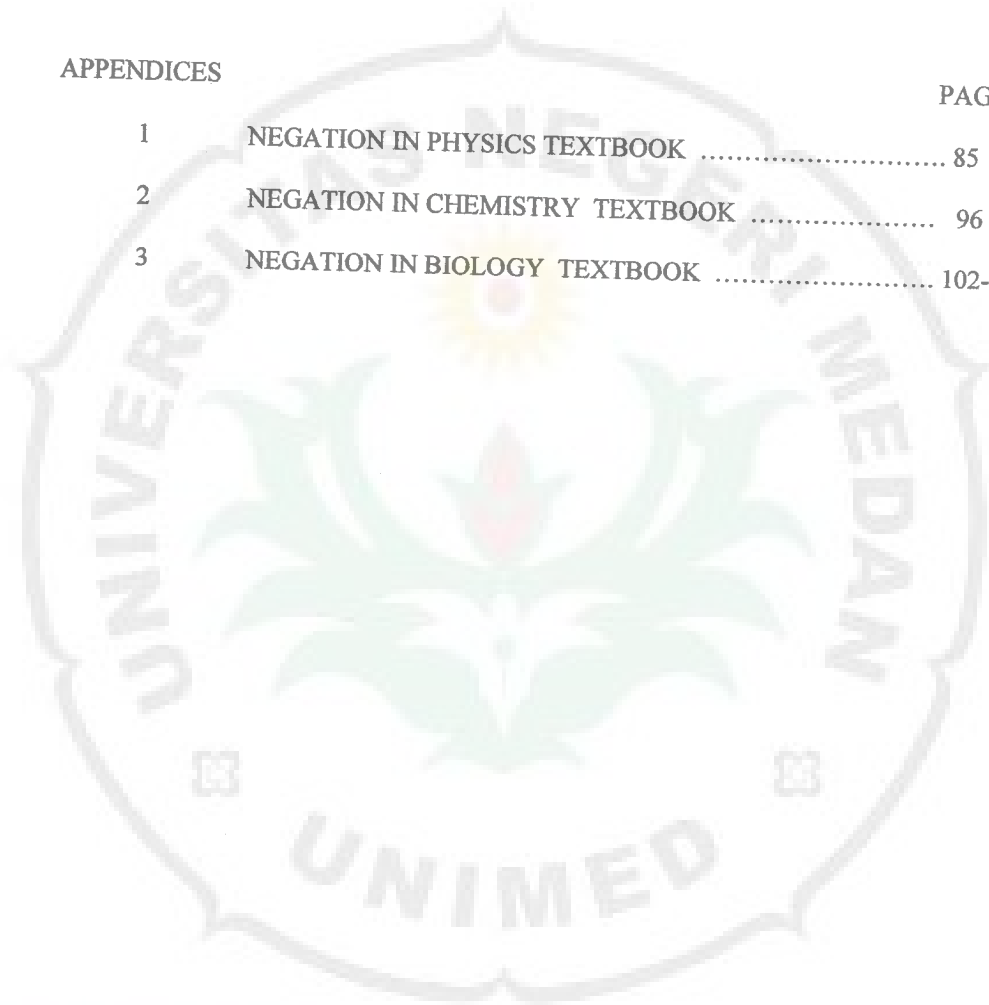 APPENDICES
PAG
1 NEGATION IN PHYSICS TEXTBOOK ............................ 85
2 NEGATION IN CHEMISTRY TEXTBOOK ..................... 96
3 NEGATION IN BIOLOGY TEXTBOOK ......................... 102-
UNIVERSITAS NEGERI MEDAN
UNIMED